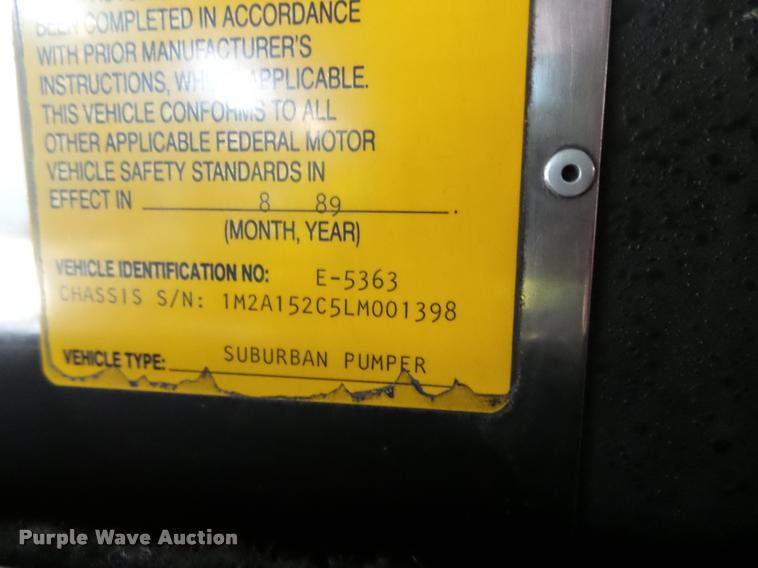 BEEN COMPLETED IN ACCORDANCE
WITH PRIOR MANUFACTURER'S
INSTRUCTIONS, WHERE APPLICABLE.
THIS VEHICLE CONFORMS TO ALL
OTHER APPLICABLE FEDERAL MOTOR
VEHICLE SAFETY STANDARDS IN
EFFECT IN 8 89.
(MONTH, YEAR)
VEHICLE IDENTIFICATION NO: E-5363
CHASSIS S/N: 1M2A152C5LM001398
VEHICLE TYPE: SUBURBAN PUMPER
Purple Wave Auction